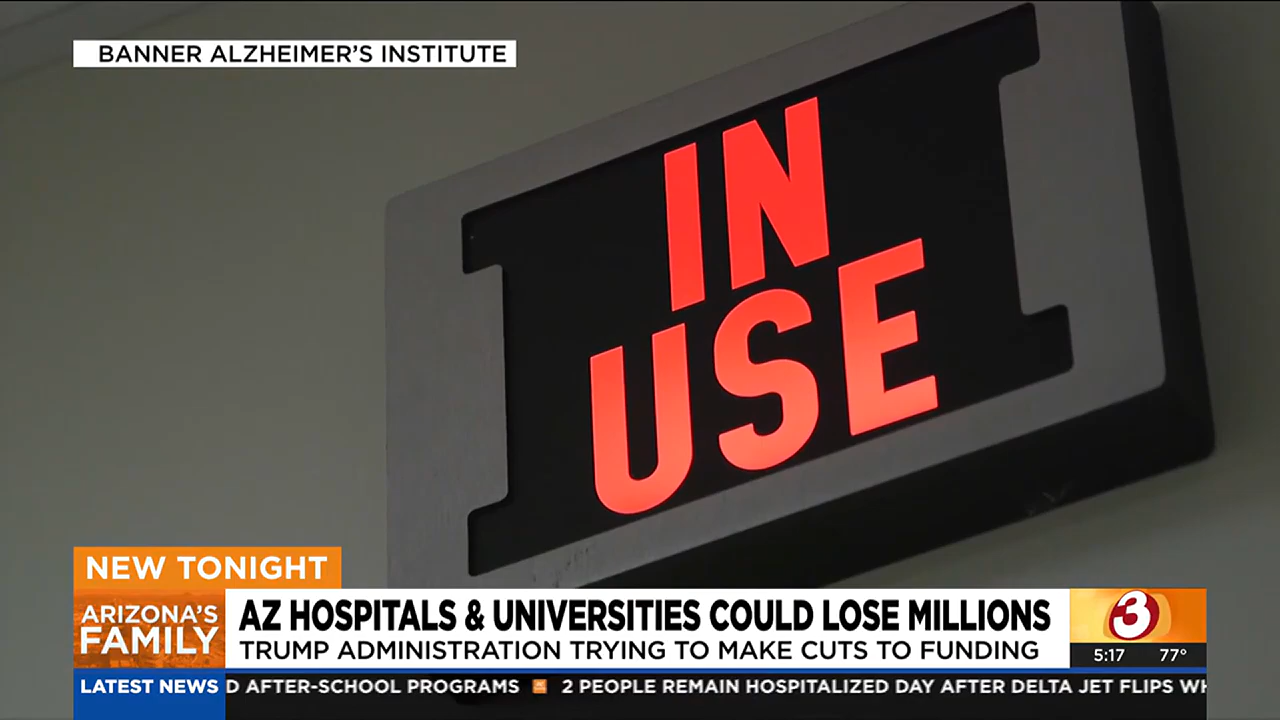 BANNER ALZHEIMER'S INSTITUTE
IN
USE
NEW TONIGHT
ARIZONA'S
FAMILY
AZ HOSPITALS & UNIVERSITIES COULD LOSE MILLIONS
TRUMP ADMINISTRATION TRYING TO MAKE CUTS TO FUNDING
3
5:17 77°
LATEST NEWS
D AFTER-SCHOOL PROGRAMS 2 PEOPLE REMAIN HOSPITALIZED DAY AFTER DELTA JET FLIPS